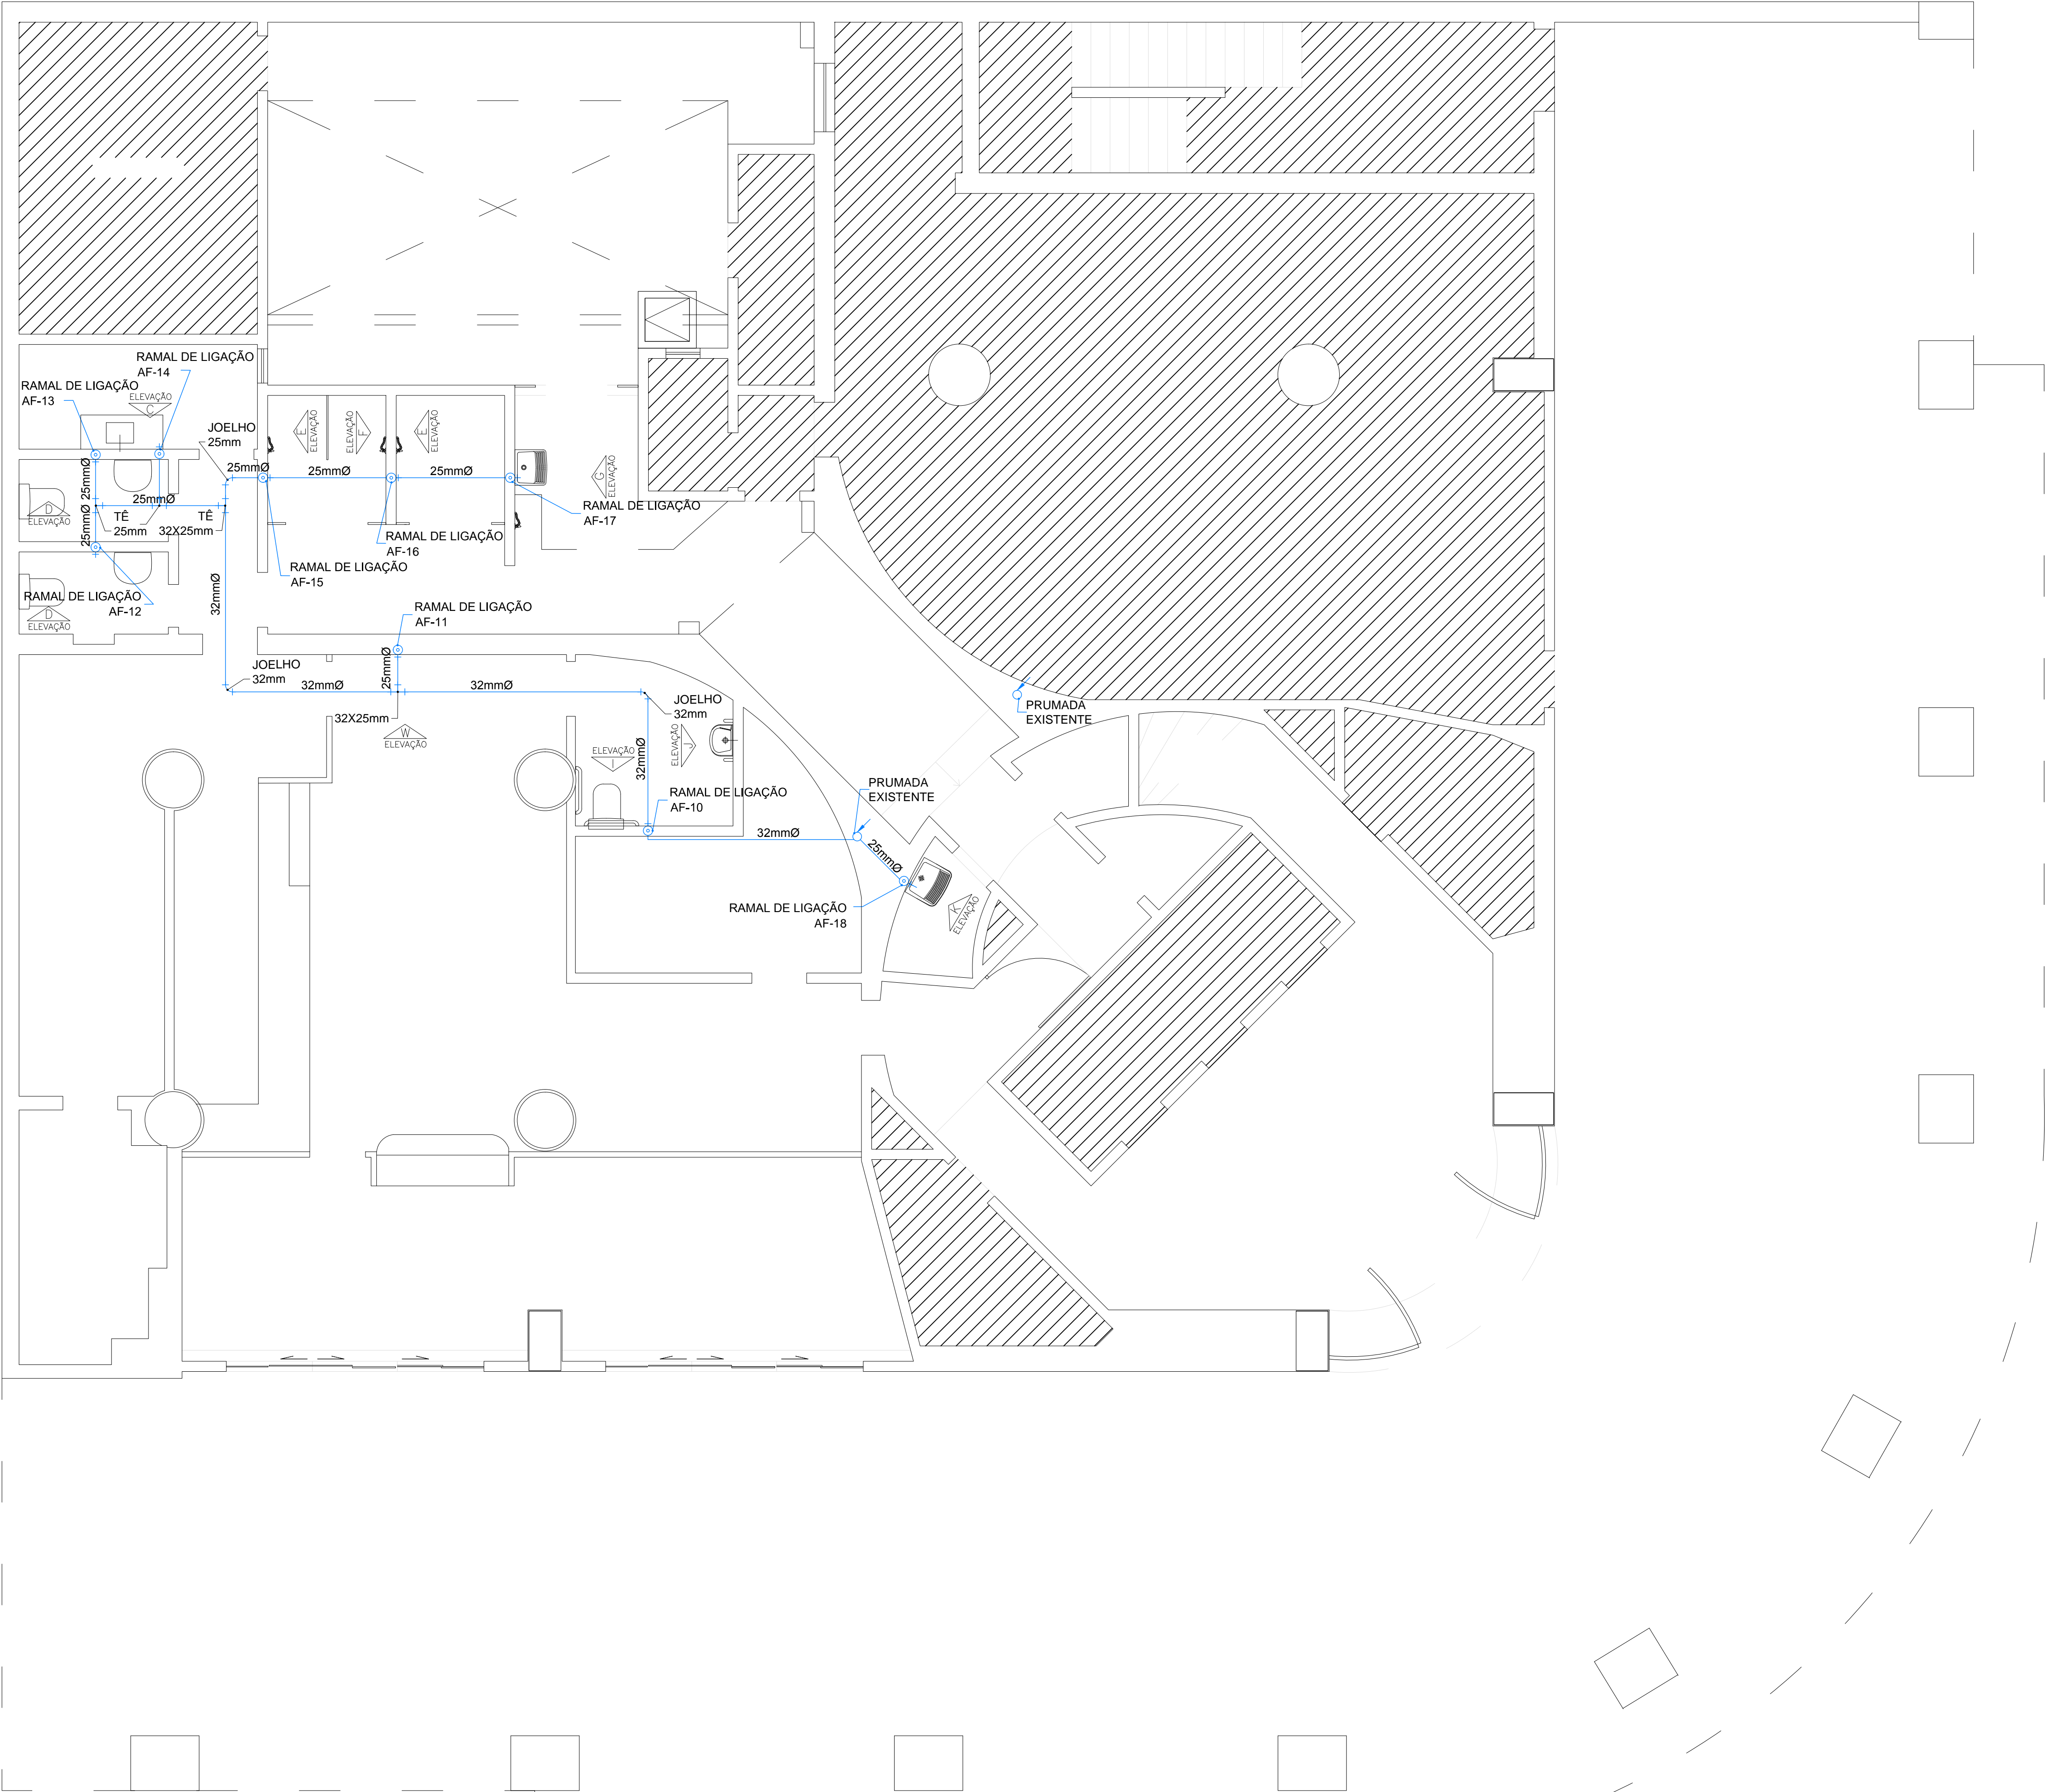 RAMAL DE LIGAÇÃO
AF-14
RAMAL DE LIGAÇÃO
AF-13
ELEVAÇÃO
C
JOELHO
25mm
E
ELEVAÇÃO
F
ELEVAÇÃO
E
ELEVAÇÃO
G
ELEVAÇÃO
25mmØ
25mmØ
25mmØ
25mmØ
25mmØ
25mmØ
D
ELEVAÇÃO
TÊ
25mm
TÊ
32X25mm
RAMAL DE LIGAÇÃO
AF-17
RAMAL DE LIGAÇÃO
AF-16
RAMAL DE LIGAÇÃO
AF-15
32mmØ
RAMAL DE LIGAÇÃO
AF-12
D
ELEVAÇÃO
RAMAL DE LIGAÇÃO
AF-11
25mmØ
JOELHO
32mm
32mmØ
32mmØ
JOELHO
32mm
32X25mm
W
ELEVAÇÃO
PRUMADA
EXISTENTE
ELEVAÇÃO
I
J
ELEVAÇÃO
32mmØ
RAMAL DE LIGAÇÃO
AF-10
PRUMADA
EXISTENTE
32mmØ
25mmØ
RAMAL DE LIGAÇÃO
AF-18
K
ELEVAÇÃO